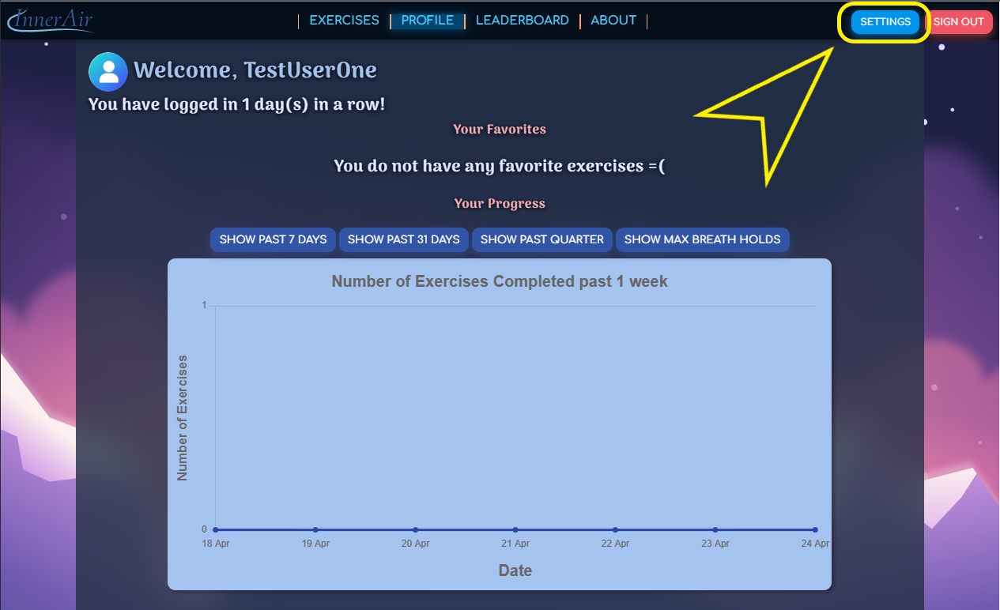 InnerAir
EXERCISES PROFILE LEADERBOARD ABOUT SETTINGS SIGN OUT
Welcome, TestUserOne
You have logged in 1 day(s) in a row!
Your Favorites
You do not have any favorite exercises =(
Your Progress
SHOW PAST 7 DAYS SHOW PAST 31 DAYS SHOW PAST QUARTER SHOW MAX BREATH HOLDS
Number of Exercises Completed past 1 week
1
Number of Exercises
0
18 Apr 19 Apr 20 Apr 21 Apr 22 Apr 23 Apr 24 Apr
Date